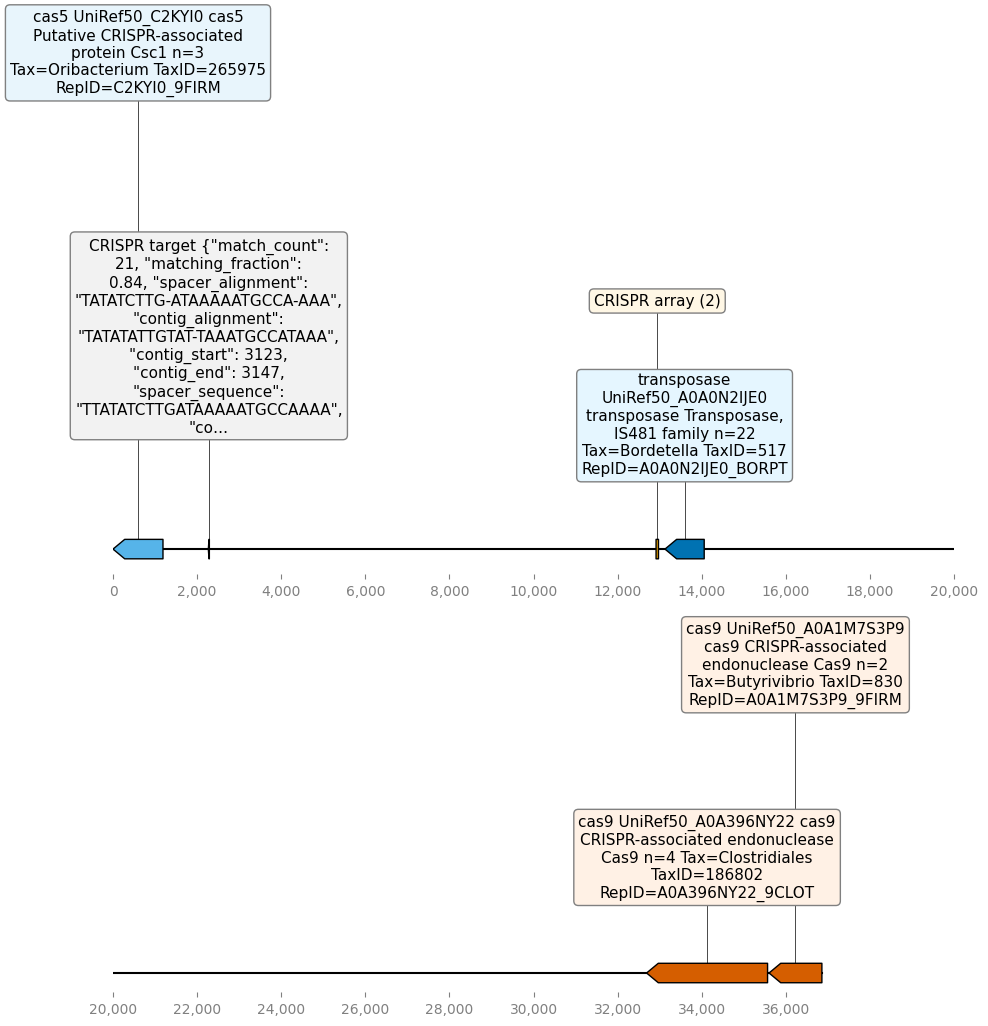 cas5 UniRef50_C2KYI0 cas5
Putative CRISPR-associated
protein Csc1 n=3
Tax=Oribacterium TaxID=265975
RepID=C2KYI0_9FIRM
CRISPR target {"match_count":
21, "matching_fraction":
0.84, "spacer_alignment":
"TATATCTTG-ATAAAAATGCCA-AAA",
"contig_alignment":
"TATATATTGTAT-TAAATGCCATAAA",
"contig_start": 3123,
"contig_end": 3147,
"spacer_sequence":
"TTATATCTTGATAAAAATGCCAAAA",
"co...
CRISPR array (2)
transposase
UniRef50_A0A0N2IJE0
transposase Transposase,
IS481 family n=22
Tax=Bordetella TaxID=517
RepID=A0A0N2IJE0_BORPT
0 2,000 4,000 6,000 8,000 10,000 12,000 14,000 16,000 18,000 20,000
cas9 UniRef50_A0A1M7S3P9
cas9 CRISPR-associated
endonuclease Cas9 n=2
Tax=Butyrivibrio TaxID=830
RepID=A0A1M7S3P9_9FIRM
cas9 UniRef50_A0A396NY22 cas9
CRISPR-associated endonuclease
Cas9 n=4 Tax=Clostridiales
TaxID=186802
RepID=A0A396NY22_9CLOT
20,000 22,000 24,000 26,000 28,000 30,000 32,000 34,000 36,000